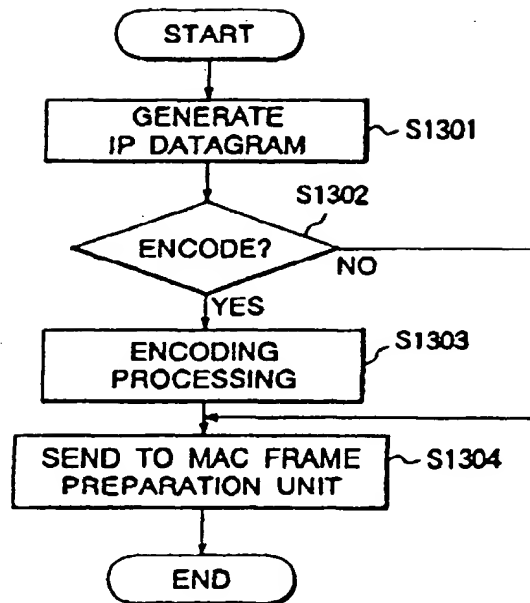 START
GENERATE
IP DATAGRAM
S1301
S1302
ENCODE?
NO
YES
ENCODING
PROCESSING
S1303
SEND TO MAC FRAME
PREPARATION UNIT
S1304
END